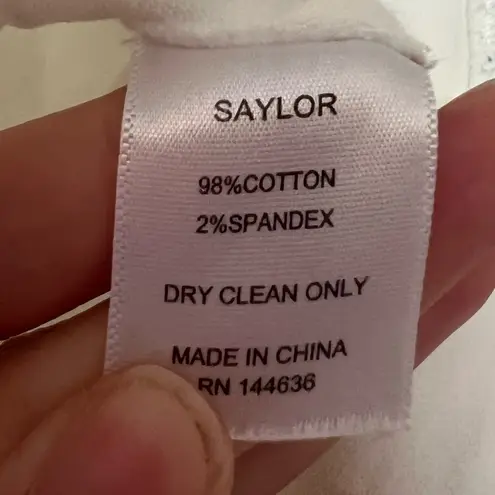 SAYLOR
98%COTTON
2%SPANDEX
DRY CLEAN ONLY
MADE IN CHINA
RN 144636